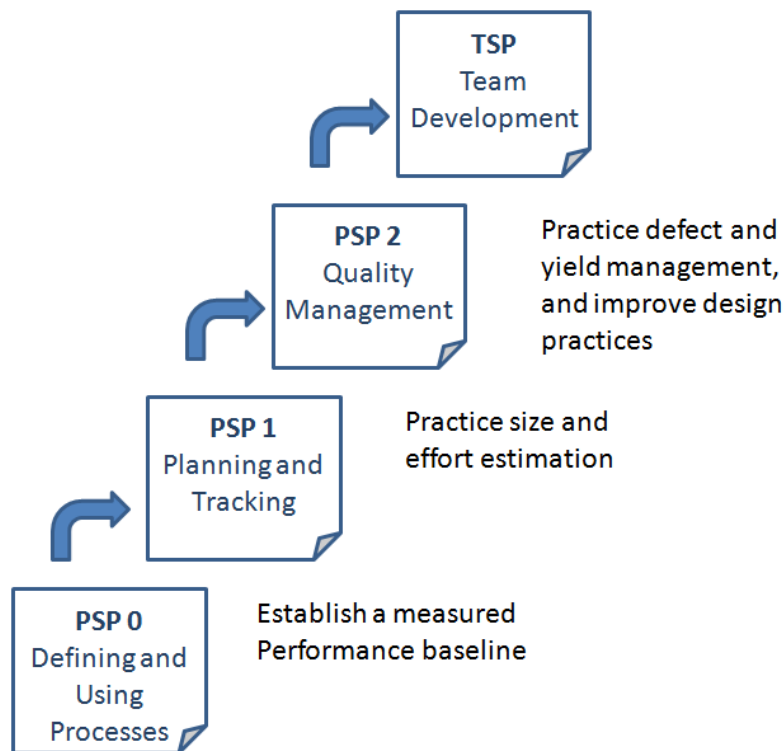 TSP
Team
Development
PSP 2
Quality
Management
Practice defect and
yield management,
and improve design
practices
PSP 1
Planning and
Tracking
Practice size and
effort estimation
PSP 0
Defining and
Using
Processes
Establish a measured
Performance baseline